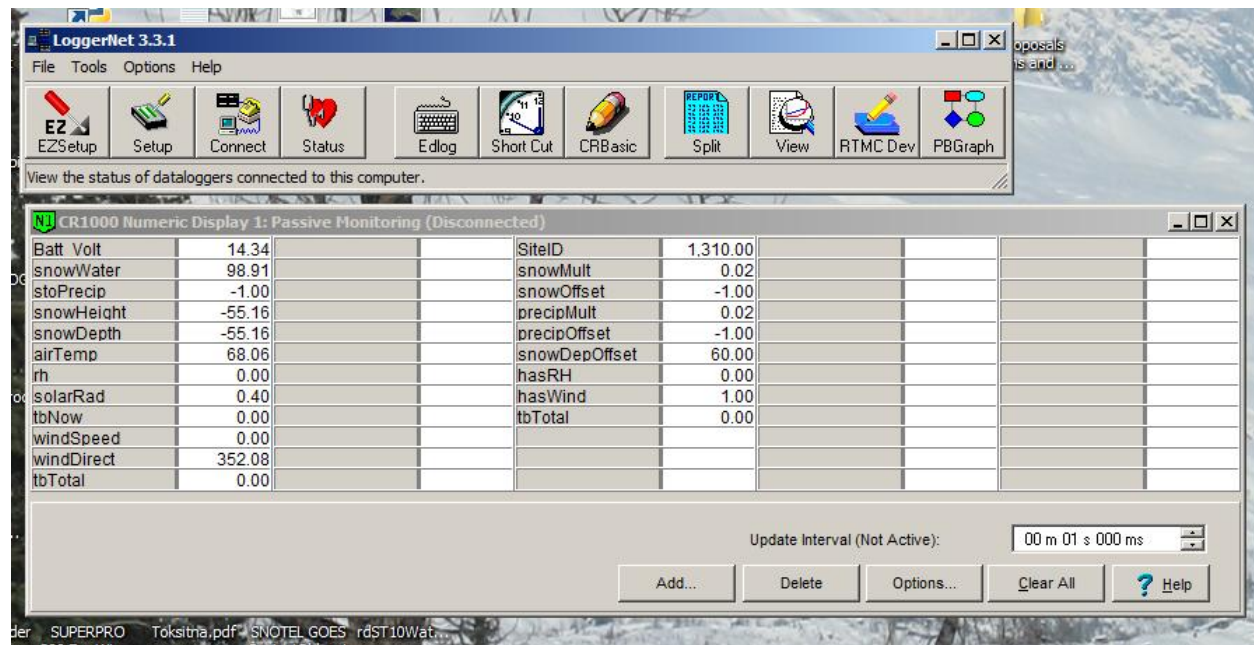 LoggerNet 3.3.1
File Tools Options Help
EZ
REPORT
EZSetup Setup Connect Status Edlog Short Cut CRBasic Split View RTMC Dev PBGraph
View the status of dataloggers connected to this computer.
CR1000 Numeric Display 1: Passive Monitoring (Disconnected)
Batt Volt 14.34 SiteID 1,310.00
snowWater 98.91 snowMult 0.02
stoPrecip -1.00 snowOffset -1.00
snowHeight -55.16 precipMult 0.02
snowDepth -55.16 precipOffset -1.00
airTemp 68.06 snowDepOffset 60.00
rh 0.00 hasRH 0.00
solarRad 0.40 hasWind 1.00
tbNow 0.00 tbTotal 0.00
windSpeed 0.00
windDirect 352.08
tbTotal 0.00
Update Interval (Not Active): 00 m 01 s 000 ms
Add... Delete Options... Clear All ? Help
SUPERPRO Toksitna.pdf - SNOTEL GOES rdST10Wat...